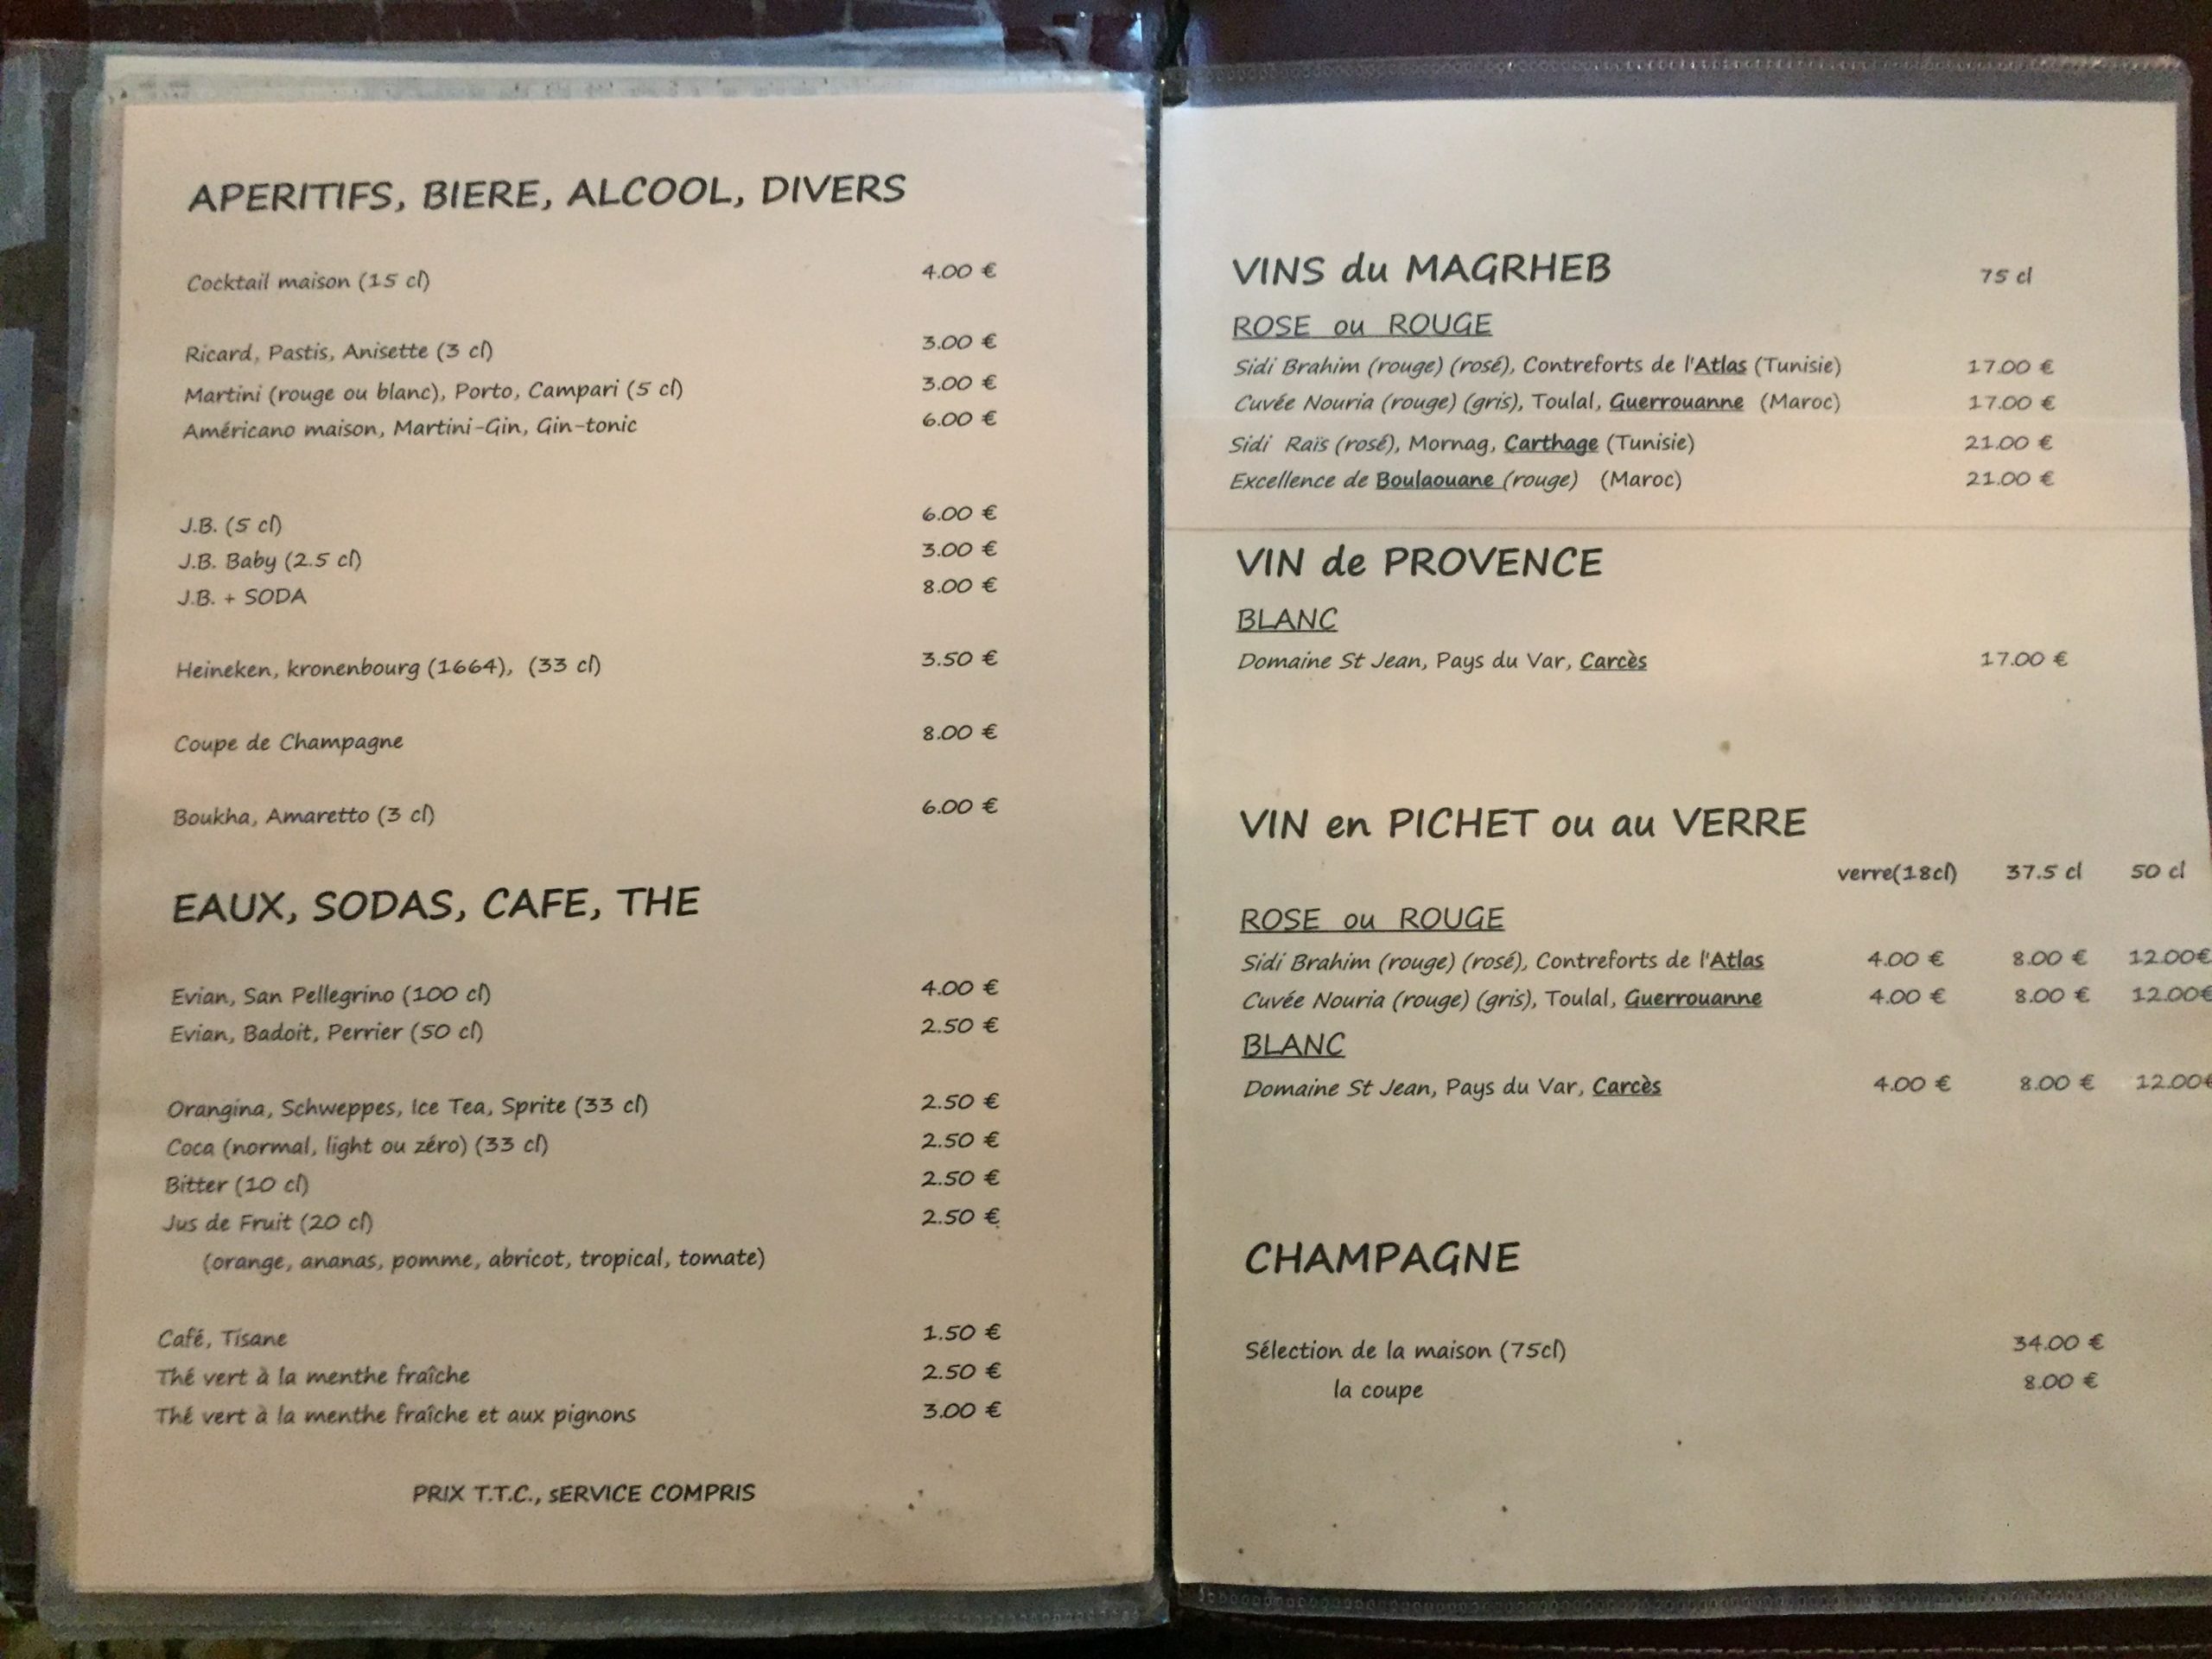 APERITIFS, BIERE, ALCOOL, DIVERS
Cocktail maison (15 cl) 4.00 €
Ricard, Pastis, Anisette (3 cl) 3.00 €
Martini (rouge ou blanc), Porto, Campari (5 cl) 3.00 €
Américano maison, Martini-Gin, Gin-tonic 6.00 €
J.B. (5 cl) 6.00 €
J.B. Baby (2.5 cl) 3.00 €
J.B. + SODA 8.00 €
Heineken, kronenbourg (1664), (33 cl) 3.50 €
Coupe de Champagne 8.00 €
Boukha, Amaretto (3 cl) 6.00 €
EAUX, SODAS, CAFE, THE
Evian, San Pellegrino (100 cl) 4.00 €
Evian, Badoit, Perrier (50 cl) 2.50 €
Orangina, Schweppes, Ice Tea, Sprite (33 cl) 2.50 €
Coca (normal, light ou zéro) (33 cl) 2.50 €
Bitter (10 cl) 2.50 €
Jus de Fruit (20 cl) 2.50 €
(orange, ananas, pomme, abricot, tropical, tomate)
Café, Tisane 1.50 €
Thé vert à la menthe fraîche 2.50 €
Thé vert à la menthe fraîche et aux pignons 3.00 €
PRIX T.T.C., sERVICE COMPRIS
VINS du MAGRHEB 75 cl
ROSE ou ROUGE
Sidi Brahim (rouge) (rosé), Contreforts de l'Atlas (Tunisie) 17.00 €
Cuvée Nouria (rouge) (gris), Toulal, Guerrouanne (Maroc) 17.00 €
Sidi Raïs (rosé), Mornag, Carthage (Tunisie) 21.00 €
Excellence de Boulaouane (rouge) (Maroc) 21.00 €
VIN de PROVENCE
BLANC
Domaine St Jean, Pays du Var, Carcès 17.00 €
VIN en PICHET ou au VERRE
verre(18cl) 37.5 cl 50 cl
ROSE ou ROUGE
Sidi Brahim (rouge) (rosé), Contreforts de l'Atlas 4.00 € 8.00 € 12.00€
Cuvée Nouria (rouge) (gris), Toulal, Guerrouanne 4.00 € 8.00 € 12.00€
BLANC
Domaine St Jean, Pays du Var, Carcès 4.00 € 8.00 € 12.00€
CHAMPAGNE
Sélection de la maison (75cl) 34.00 €
la coupe 8.00 €